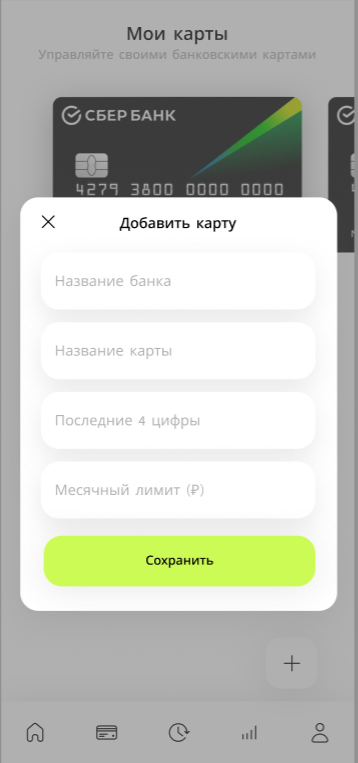 Мои карты
Управляйте своими банковскими картами
СБЕР БАНК
4279 3800 0000 0000
Добавить карту
Название банка
Название карты
Последние 4 цифры
Месячный лимит (₽)
Сохранить